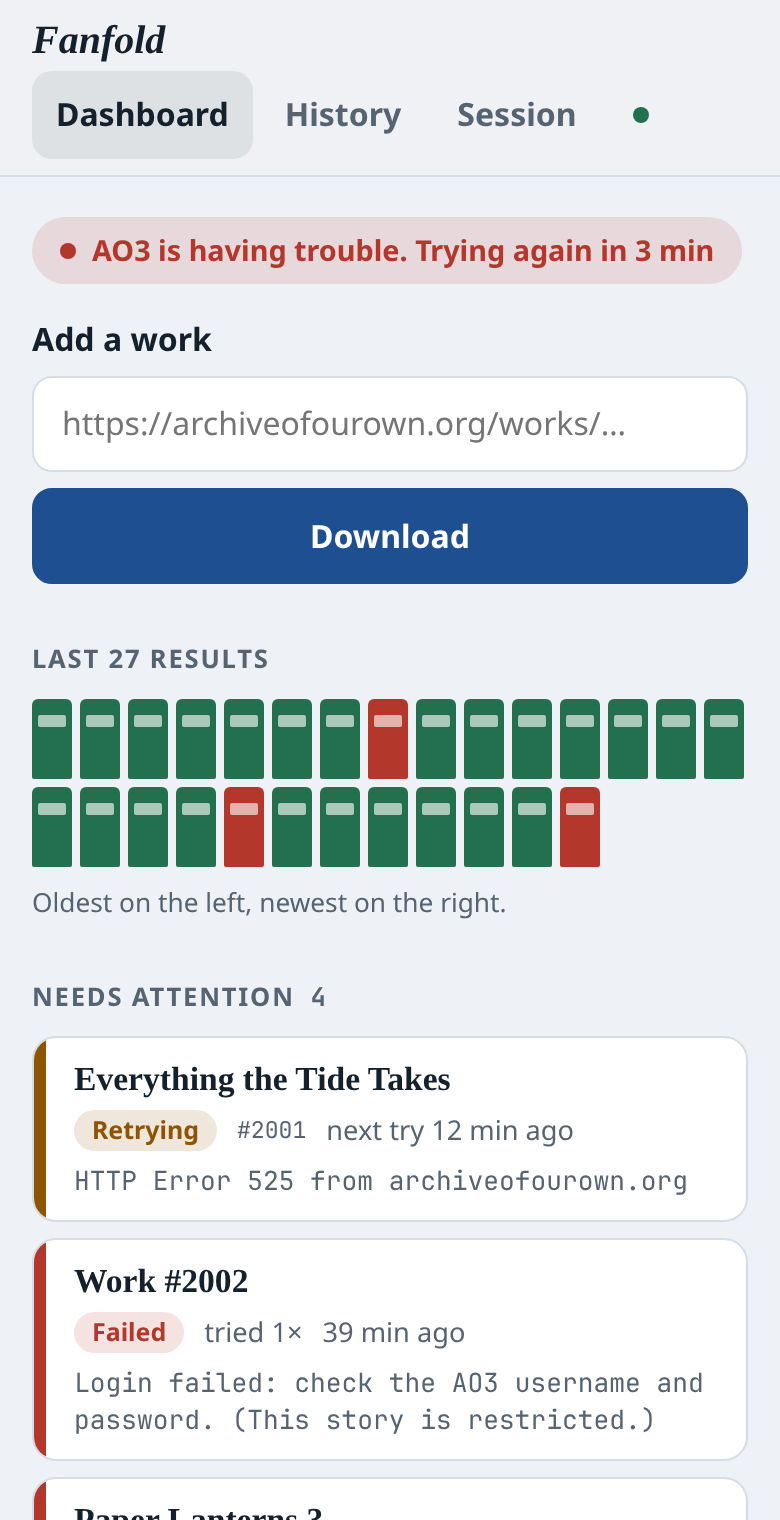 Fanfold
Dashboard History Session
AO3 is having trouble. Trying again in 3 min
Add a work
https://archiveofourown.org/works/...
Download
LAST 27 RESULTS
Oldest on the left, newest on the right.
NEEDS ATTENTION 4
Everything the Tide Takes
Retrying #2001 next try 12 min ago
HTTP Error 525 from archiveofourown.org
Work #2002
Failed tried 1× 39 min ago
Login failed: check the AO3 username and
password. (This story is restricted.)
Paper Lanterns 3